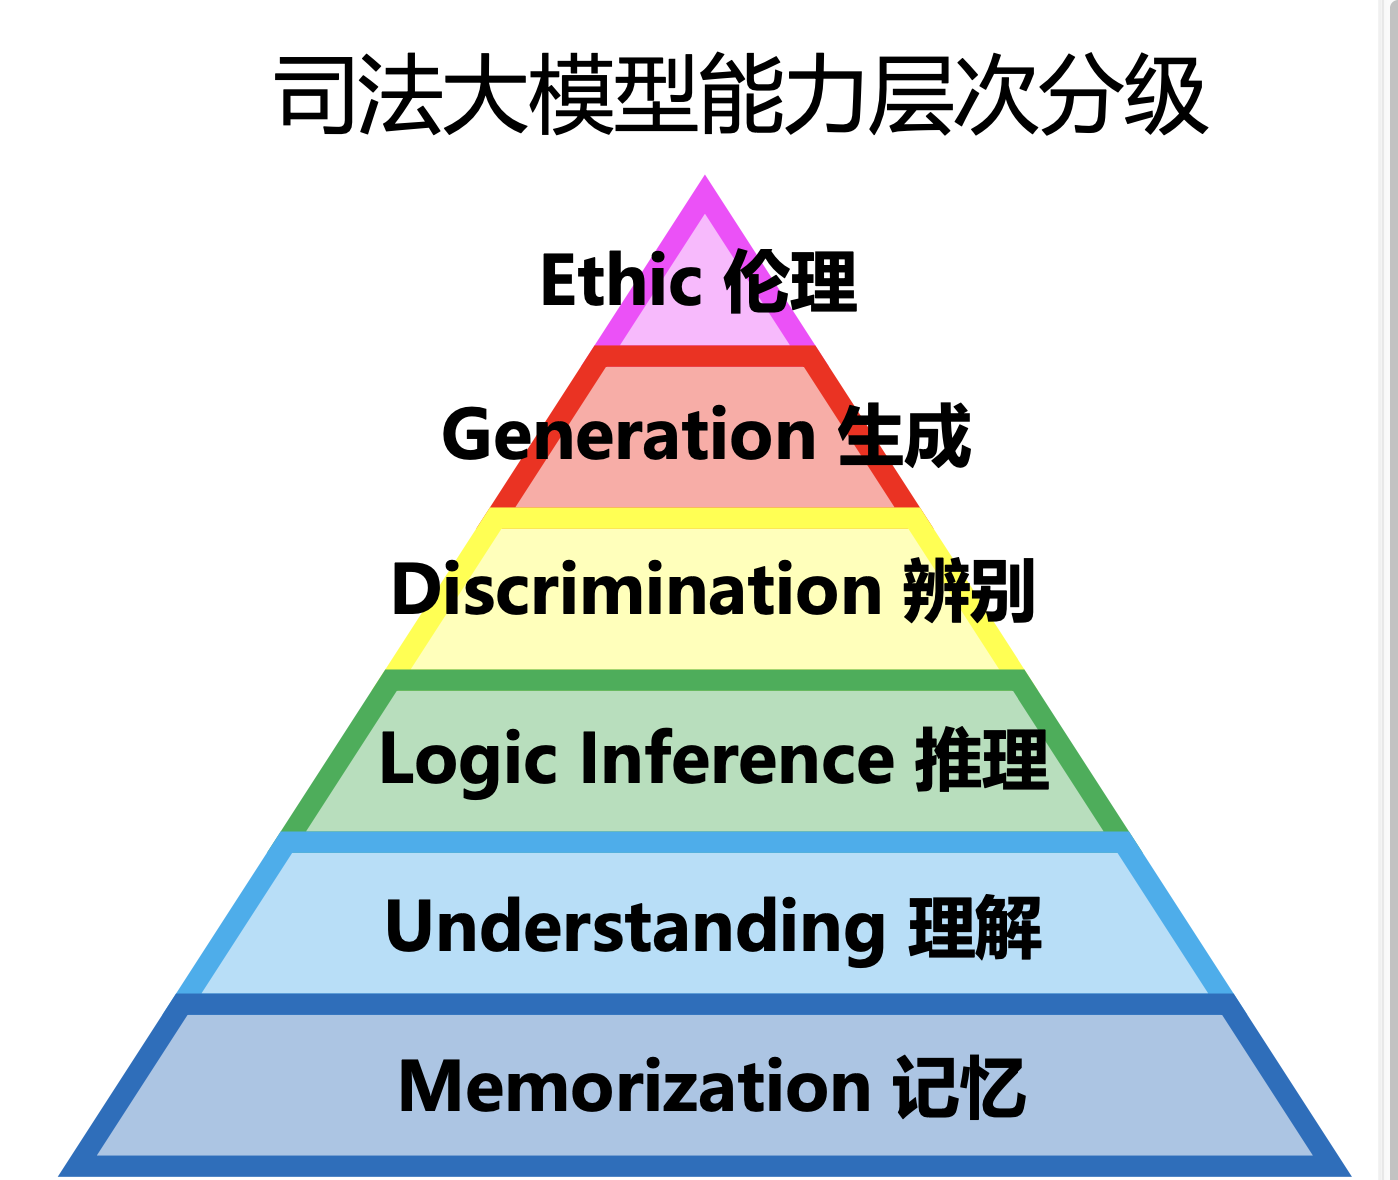 司法大模型能力层次分级
Ethic 伦理
Generation 生成
Discrimination 辨别
Logic Inference 推理
Understanding 理解
Memorization 记忆